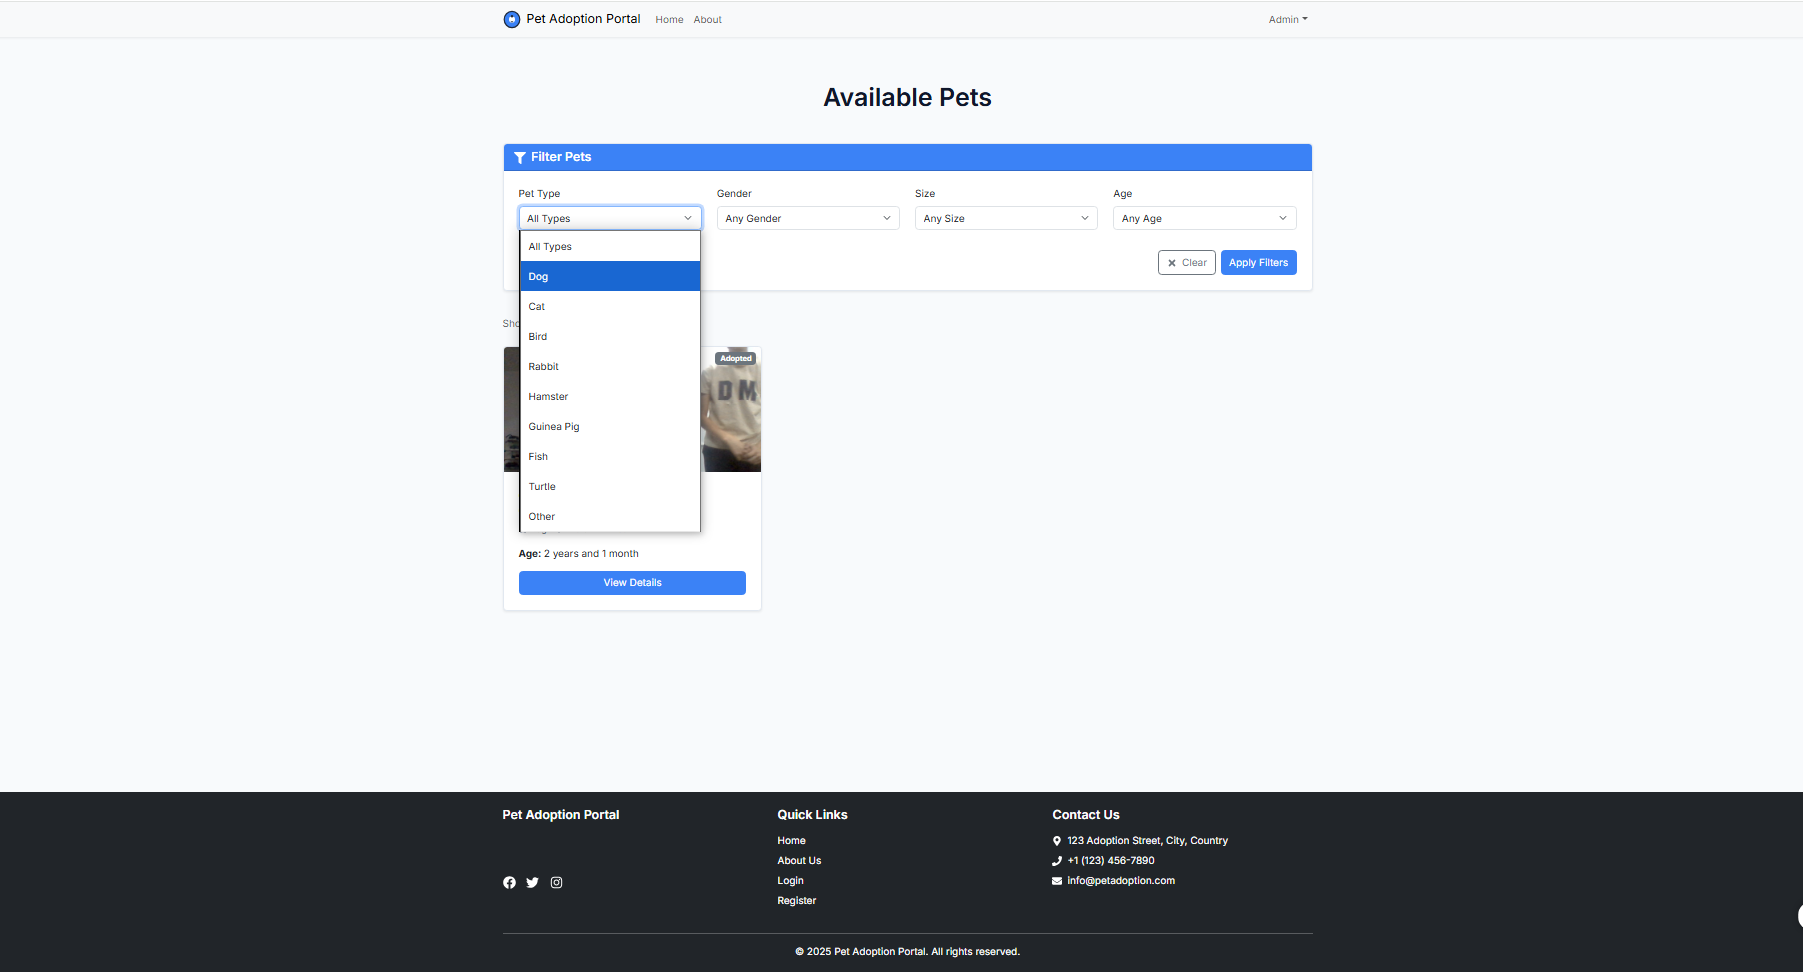 Pet Adoption Portal Home About Admin
Available Pets
Filter Pets
Pet Type Gender Size Age
All Types Any Gender Any Size Any Age
All Types
Dog
Cat
Bird
Rabbit
Hamster
Guinea Pig
Fish
Turtle
Other
Clear Apply Filters
Adopted
DM
Age: 2 years and 1 month
View Details
Pet Adoption Portal
Quick Links
Home
About Us
Login
Register
Contact Us
123 Adoption Street, City, Country
+1 (123) 456-7890
info@petadoption.com
© 2025 Pet Adoption Portal. All rights reserved.